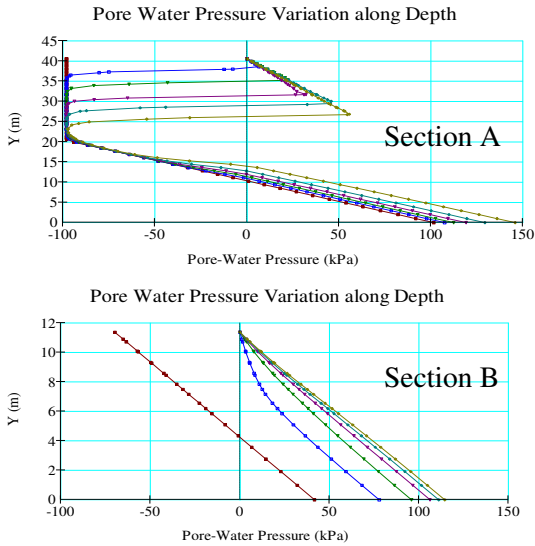 Pore Water Pressure Variation along Depth
45
40
35
30
25
20
15
10
5
0
Y (m)
Section A
-100 -50 0 50 100 150
Pore-Water Pressure (kPa)
Pore Water Pressure Variation along Depth
12
10
8
6
4
2
0
Y (m)
Section B
-100 -50 0 50 100 150
Pore-Water Pressure (kPa)